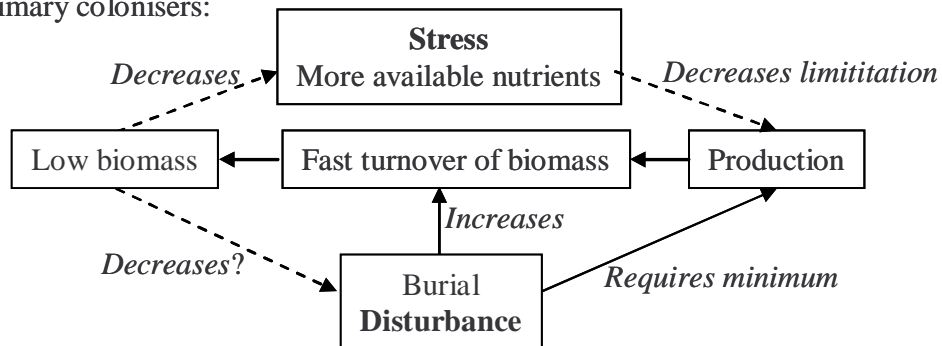 imary colonisers:
Stress
More available nutrients
Decreases
Decreases limititation
Low biomass
Fast turnover of biomass
Production
Increases
Decreases?
Requires minimum
Burial
Disturbance